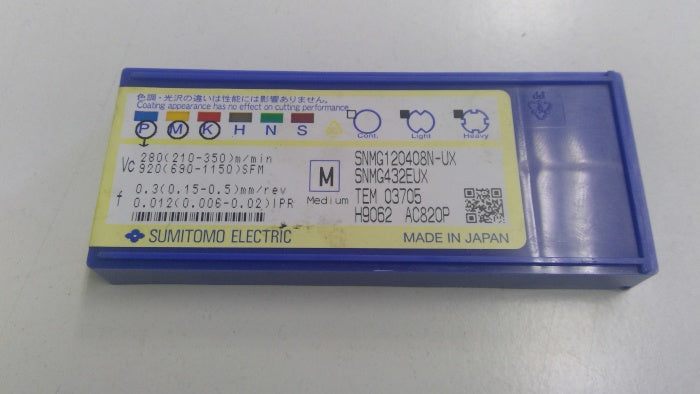 色調・光沢の違いは性能には影響ありません。
Coating appearance has no effect on cutting performance.
P M K H N S
Cont. Light Heavy
Vc 280(210-350)m/min
920(690-1150)SFM
f 0.3(0.15-0.5)mm/rev
0.012(0.006-0.02)IPR
M
Medium
SNMG120408N-UX
SNMG432EUX
TEM 03705
H9062 AC820P
SUMITOMO ELECTRIC
MADE IN JAPAN